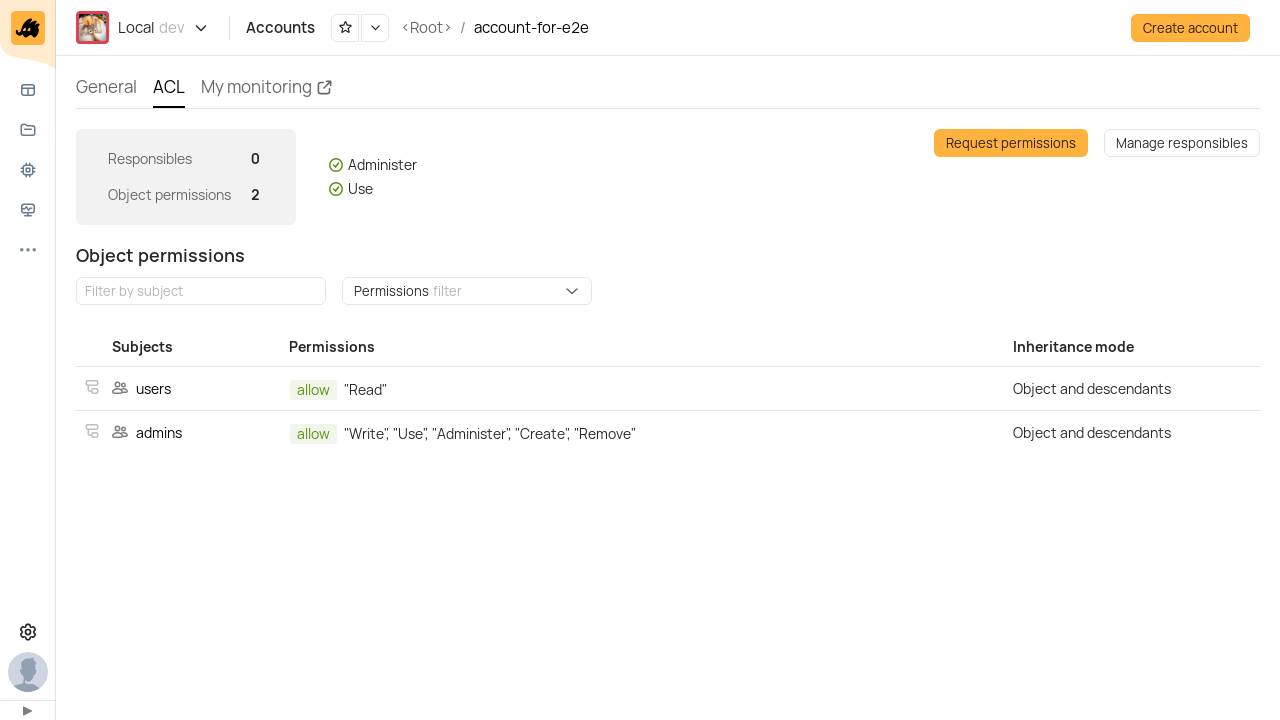 Local dev Accounts <Root> / account-for-e2e Create account
General ACL My monitoring
Request permissions Manage responsibles
Responsibles 0
Object permissions 2
Administer
Use
Object permissions
Filter by subject Permissions filter
Subjects Permissions Inheritance mode
users allow "Read" Object and descendants
admins allow "Write", "Use", "Administer", "Create", "Remove" Object and descendants